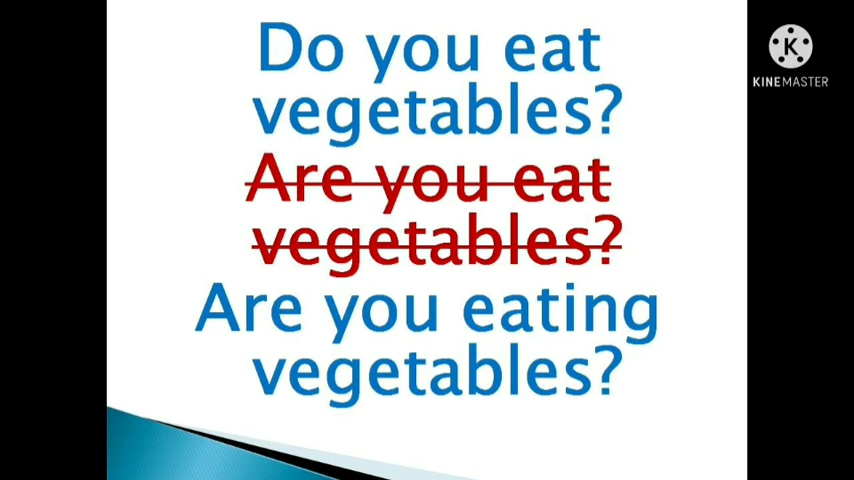 Do you eat
vegetables?
Are you eat
vegetables?
Are you eating
vegetables?
K
KINEMASTER